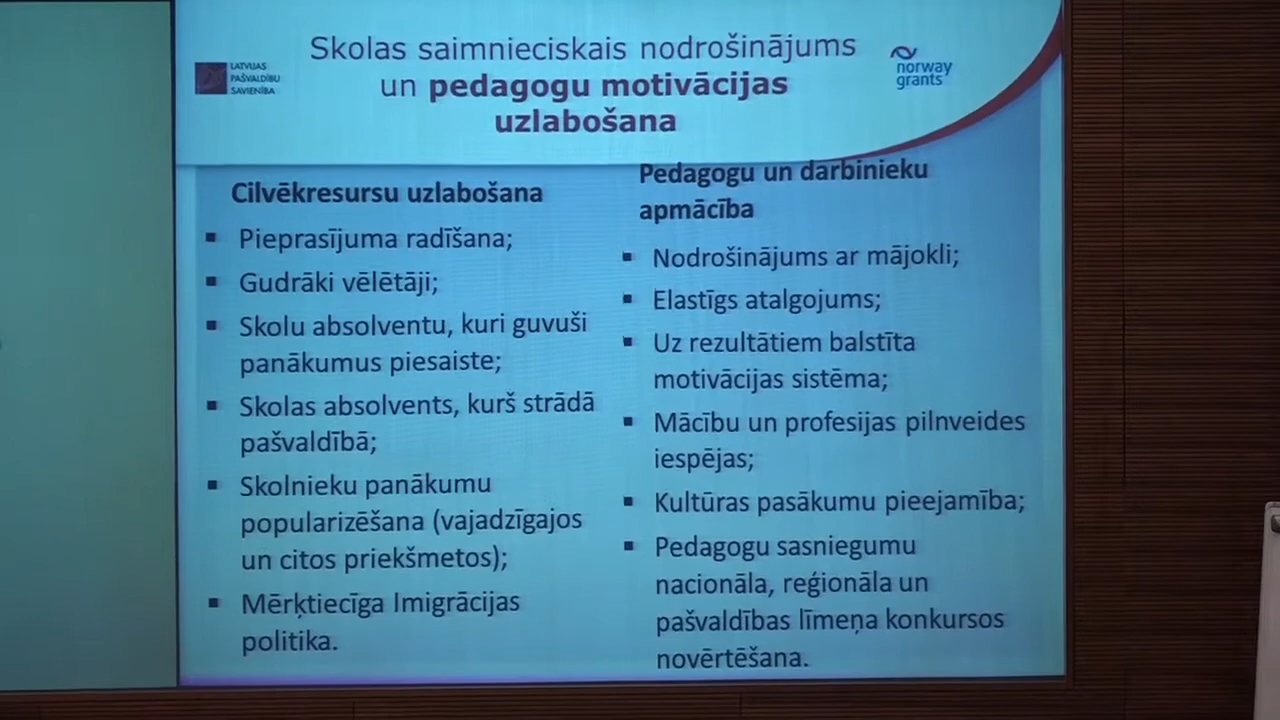 Skolas saimnieciskais nodrošinājums
un pedagogu motivācijas
uzlabošana
LATVIJAS
PAŠVALDĪBU
SAVIENĪBA
norway
grants
Cilvēkresursu uzlabošana
▪ Pieprasījuma radīšana;
▪ Gudrāki vēlētāji;
▪ Skolu absolventu, kuri guvuši
panākumus piesaiste;
▪ Skolas absolvents, kurš strādā
pašvaldībā;
▪ Skolnieku panākumu
popularizēšana (vajadzīgajos
un citos priekšmetos);
▪ Mērķtiecīga Imigrācijas
politika.
Pedagogu un darbinieku
apmācība
▪ Nodrošinājums ar mājokli;
▪ Elastīgs atalgojums;
▪ Uz rezultātiem balstīta
motivācijas sistēma;
▪ Mācību un profesijas pilnveides
iespējas;
▪ Kultūras pasākumu pieejamība;
▪ Pedagogu sasniegumu
nacionāla, reģionāla un
pašvaldības līmeņa konkursos
novērtēšana.